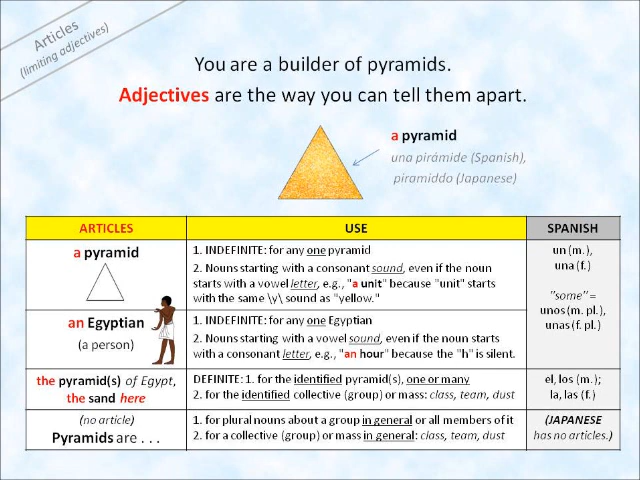 Articles
(limiting adjectives)
You are a builder of pyramids.
Adjectives are the way you can tell them apart.
a pyramid
una pirámide (Spanish),
piramiddo (Japanese)
ARTICLES USE SPANISH
a pyramid
1. INDEFINITE: for any one pyramid
2. Nouns starting with a consonant sound, even if the noun
starts with a vowel letter, e.g., "a unit" because "unit" starts
with the same \y\ sound as "yellow."
un (m.),
una (f.)
"some" =
unos (m. pl.),
unas (f. pl.)
an Egyptian
(a person)
1. INDEFINITE: for any one Egyptian
2. Nouns starting with a vowel sound, even if the noun starts
with a consonant letter, e.g., "an hour" because the "h" is silent.
the pyramid(s) of Egypt,
the sand here
DEFINITE: 1. for the identified pyramid(s), one or many
2. for the identified collective (group) or mass: class, team, dust
el, los (m.);
la, las (f.)
(no article)
Pyramids are . . .
1. for plural nouns about a group in general or all members of it
2. for a collective (group) or mass in general: class, team, dust
(JAPANESE
has no articles.)